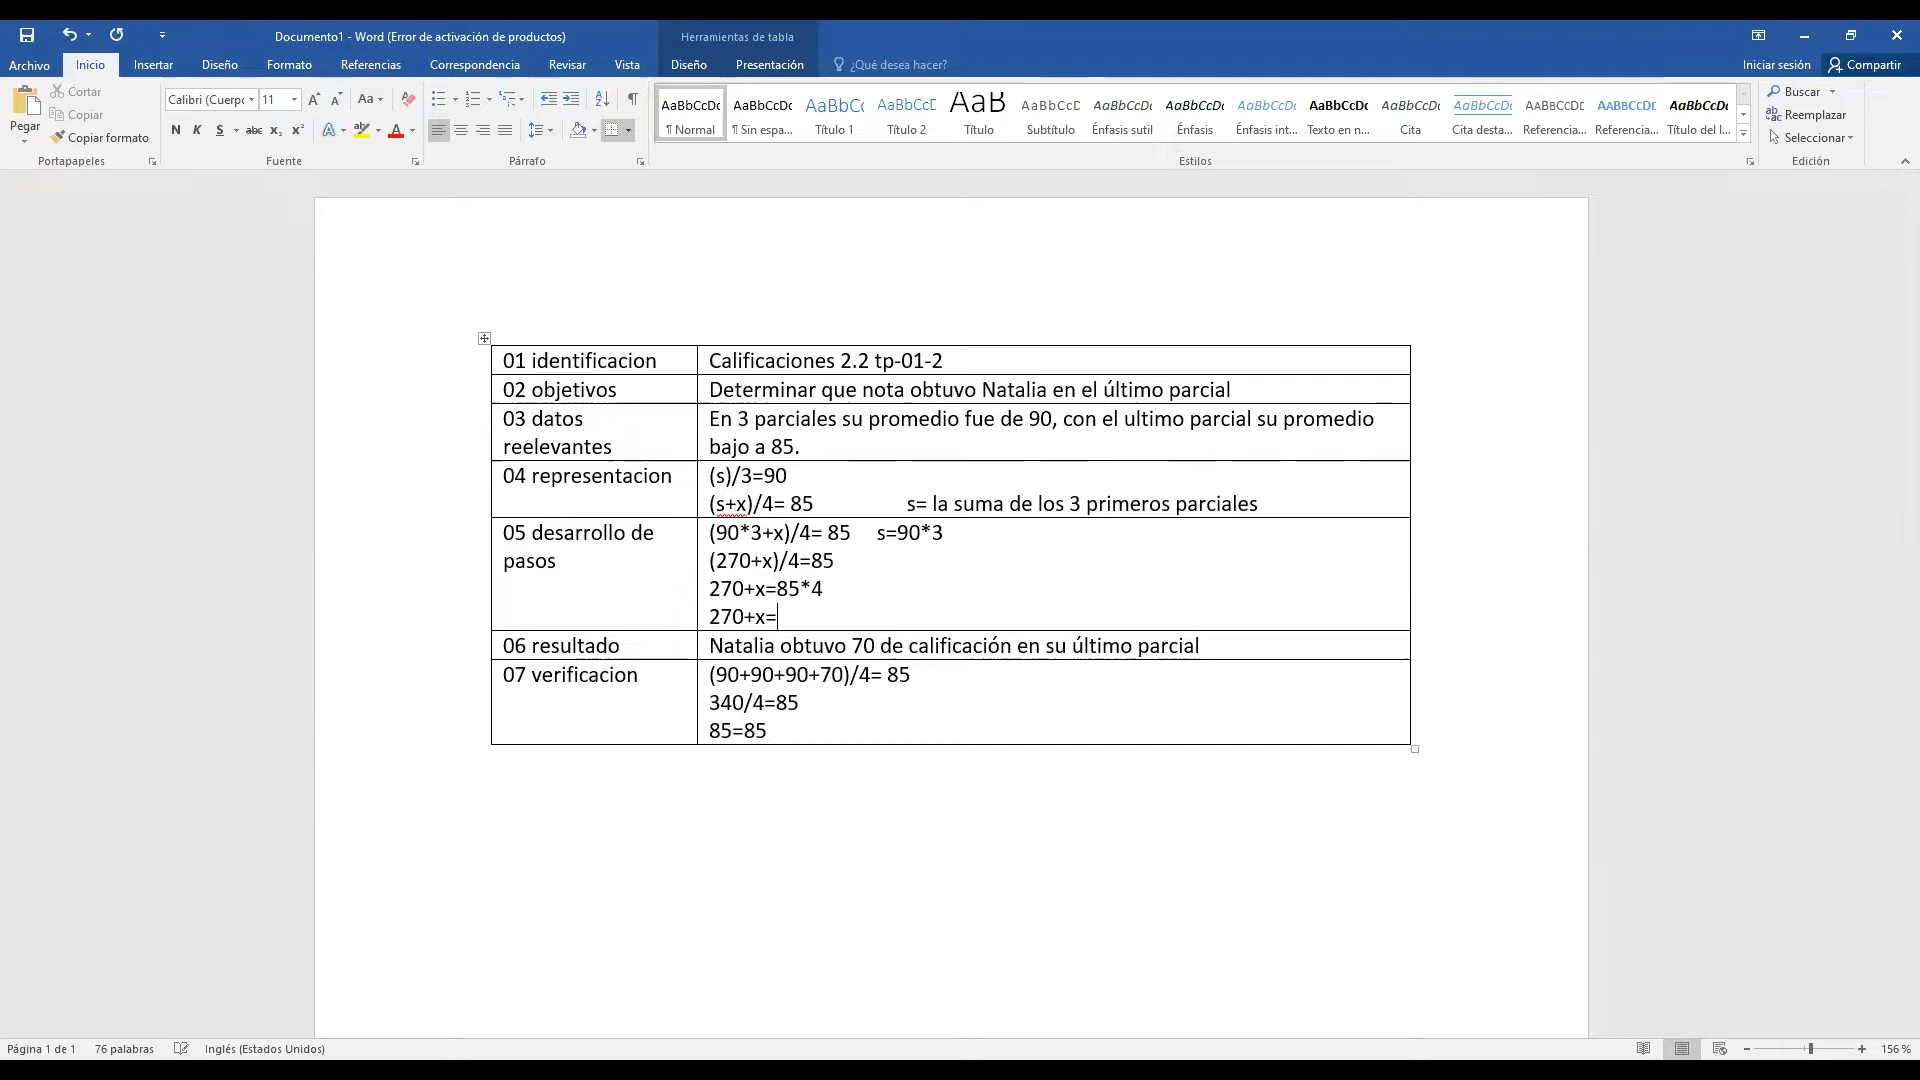 Documento1 - Word (Error de activación de productos)
Herramientas de tabla
Archivo Inicio Insertar Diseño Formato Referencias Correspondencia Revisar Vista Diseño Presentación ¿Qué desea hacer? Iniciar sesión Compartir
Pegar
Cortar
Copiar
Copiar formato
Portapapeles
Calibri (Cuerpo 11
N K S abc x₂ x²
Fuente
Párrafo
AaBbCcDc AaBbCcDc AaBbCc AaBbCcD AaB AaBbCcD AaBbCcDc AaBbCcDc AaBbCcDc AaBbCcDc AaBbCcDc AaBbCcDc AABBCCDD AABBCCDD AaBbCcDc
¶ Normal ¶ Sin espa... Título 1 Título 2 Título Subtítulo Énfasis sutil Énfasis Énfasis int... Texto en n... Cita Cita desta... Referencia... Referencia... Título del l...
Estilos
Buscar
Reemplazar
Seleccionar
Edición
01 identificacion Calificaciones 2.2 tp-01-2
02 objetivos Determinar que nota obtuvo Natalia en el último parcial
03 datos
reelevantes
En 3 parciales su promedio fue de 90, con el ultimo parcial su promedio
bajo a 85.
04 representacion (s)/3=90
(s+x)/4= 85 s= la suma de los 3 primeros parciales
05 desarrollo de
pasos
(90*3+x)/4= 85 s=90*3
(270+x)/4=85
270+x=85*4
270+x=
06 resultado Natalia obtuvo 70 de calificación en su último parcial
07 verificacion (90+90+90+70)/4= 85
340/4=85
85=85
Página 1 de 1 76 palabras Inglés (Estados Unidos) 156 %